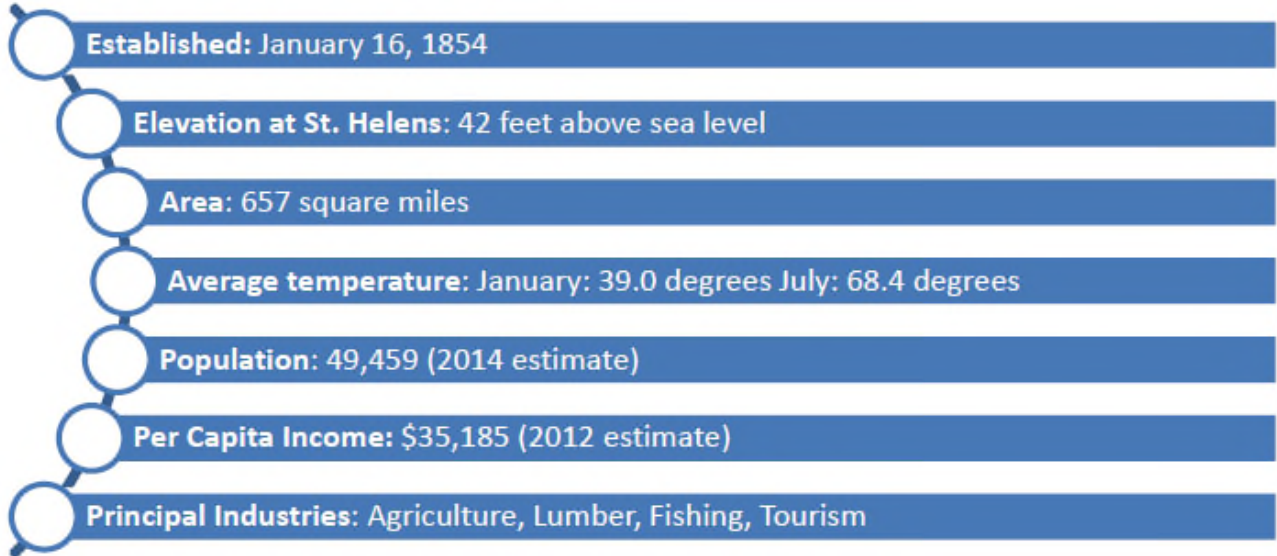 Established: January 16, 1854
Elevation at St. Helens: 42 feet above sea level
Area: 657 square miles
Average temperature: January: 39.0 degrees July: 68.4 degrees
Population: 49,459 (2014 estimate)
Per Capita Income: $35,185 (2012 estimate)
Principal Industries: Agriculture, Lumber, Fishing, Tourism